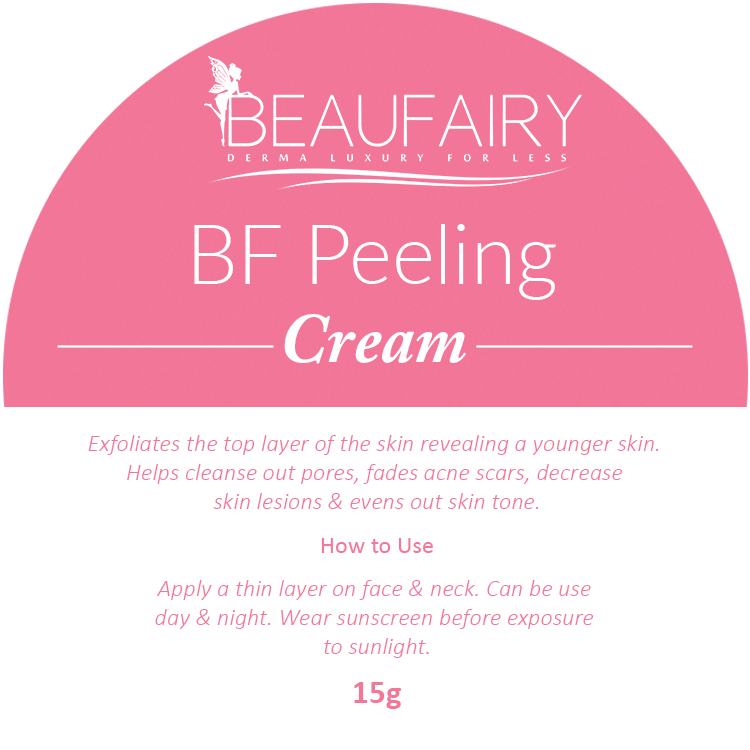 BEAUFAIRY
DERMA LUXURY FOR LESS
BF Peeling
Cream
Exfoliates the top layer of the skin revealing a younger skin.
Helps cleanse out pores, fades acne scars, decrease
skin lesions & evens out skin tone.
How to Use
Apply a thin layer on face & neck. Can be use
day & night. Wear sunscreen before exposure
to sunlight.
15g